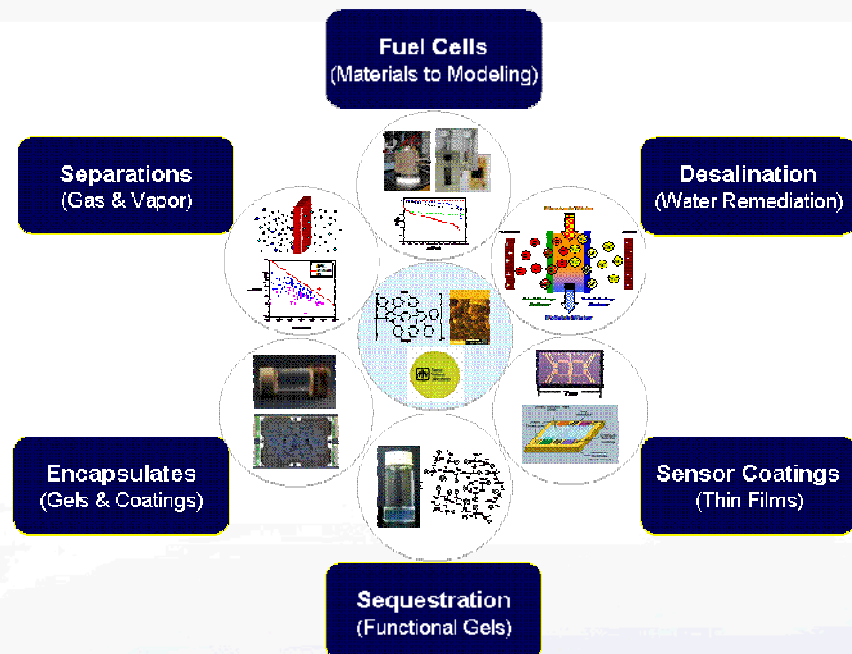 Fuel Cells
(Materials to Modeling)
Separations
(Gas & Vapor)
Desalination
(Water Remediation)
Encapsulates
(Gels & Coatings)
Sensor Coatings
(Thin Films)
Sequestration
(Functional Gels)